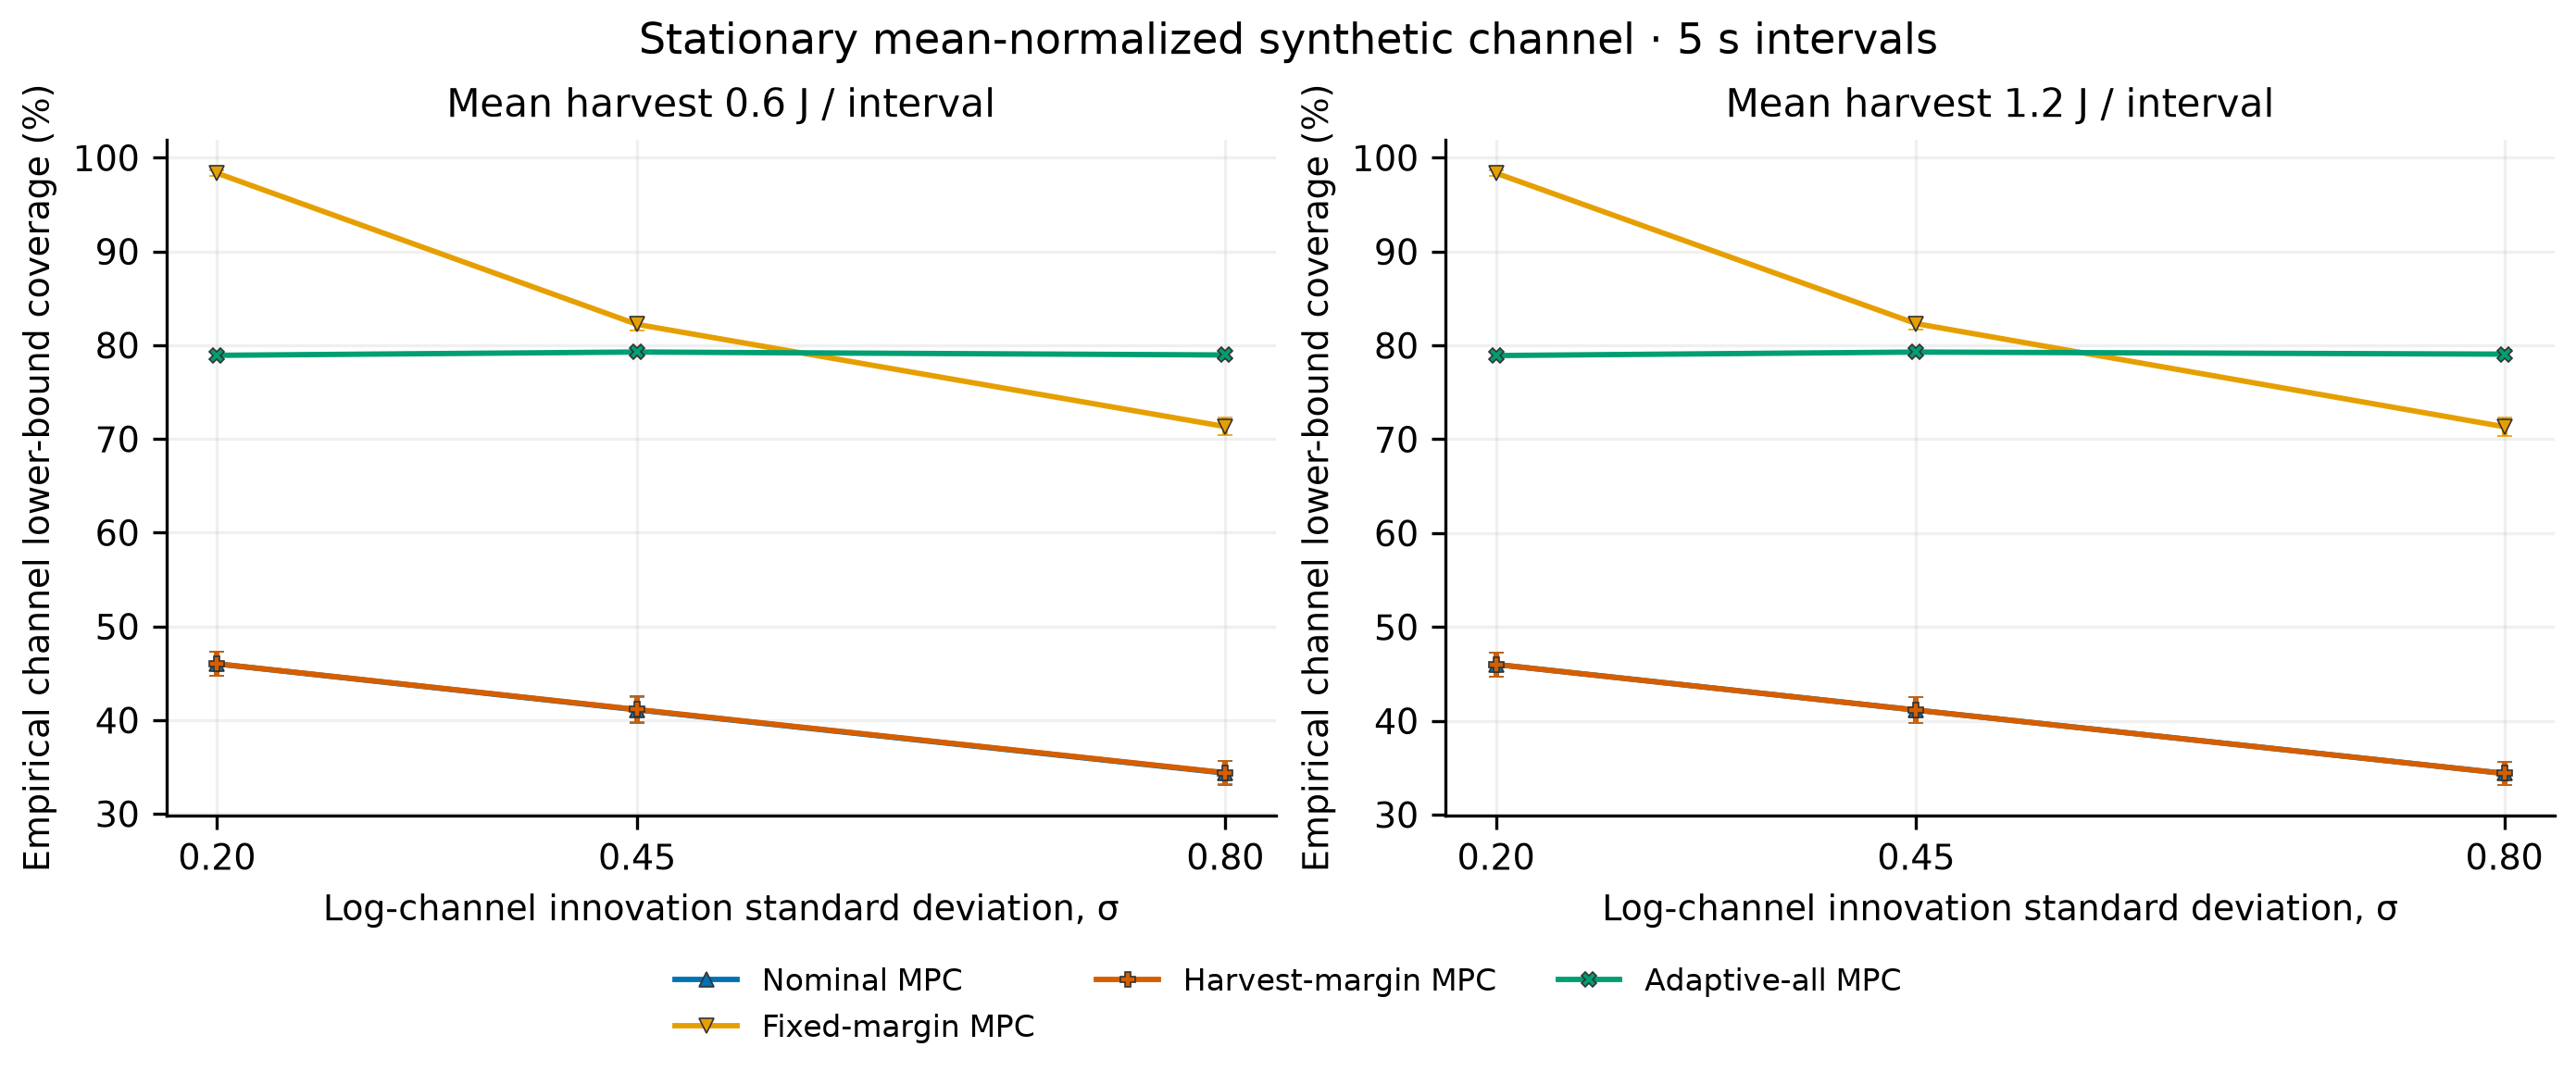 Stationary mean-normalized synthetic channel · 5 s intervals
Mean harvest 0.6 J / interval
Empirical channel lower-bound coverage (%)
100
90
80
70
60
50
40
30
0.20
0.45
0.80
Log-channel innovation standard deviation, σ
Mean harvest 1.2 J / interval
Empirical channel lower-bound coverage (%)
100
90
80
70
60
50
40
30
0.20
0.45
0.80
Log-channel innovation standard deviation, σ
Nominal MPC
Fixed-margin MPC
Harvest-margin MPC
Adaptive-all MPC